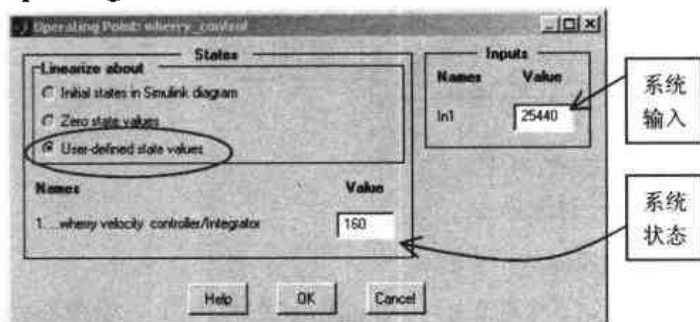 Operating Point: wherry_control
States
Linearize about
Initial states in Simulink diagram
Zero state values
User-defined state values
Names Value
1. ...wherry velocity controller/Integrator 160
Inputs
Names Value
In1 25440
系统
输入
系统
状态
Help OK Cancel